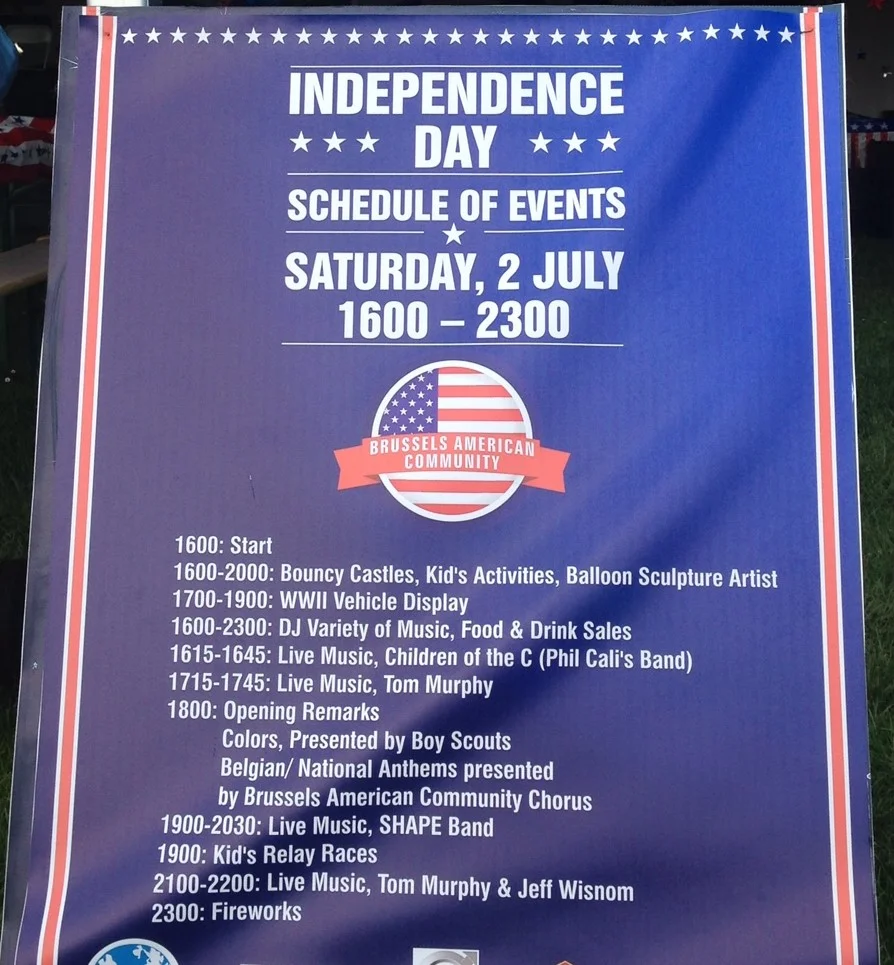 INDEPENDENCE
DAY
SCHEDULE OF EVENTS
SATURDAY, 2 JULY
1600 – 2300
BRUSSELS AMERICAN
COMMUNITY
1600: Start
1600-2000: Bouncy Castles, Kid's Activities, Balloon Sculpture Artist
1700-1900: WWII Vehicle Display
1600-2300: DJ Variety of Music, Food & Drink Sales
1615-1645: Live Music, Children of the C (Phil Cali's Band)
1715-1745: Live Music, Tom Murphy
1800: Opening Remarks
Colors, Presented by Boy Scouts
Belgian/ National Anthems presented
by Brussels American Community Chorus
1900-2030: Live Music, SHAPE Band
1900: Kid's Relay Races
2100-2200: Live Music, Tom Murphy & Jeff Wisnom
2300: Fireworks